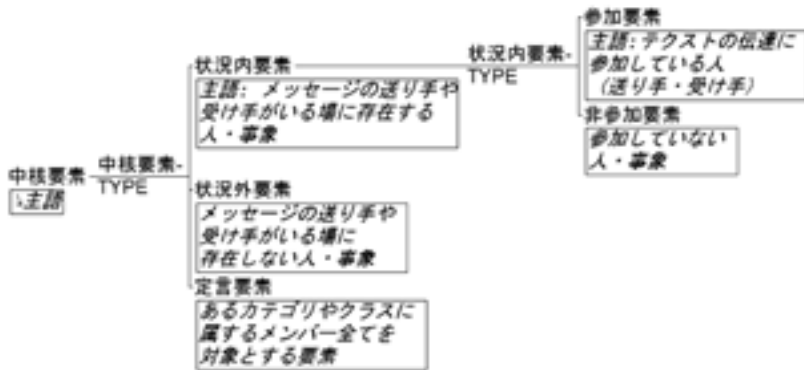 中核要素
↘主語
中核要素-
TYPE
状況内要素
主語: メッセージの送り手や
受け手がいる場に存在する
人・事象
状況内要素-
TYPE
参加要素
主語:テクストの伝達に
参加している人
(送り手・受け手)
非参加要素
参加していない
人・事象
状況外要素
メッセージの送り手や
受け手がいる場に
存在しない人・事象
定言要素
あるカテゴリやクラスに
属するメンバー全てを
対象とする要素